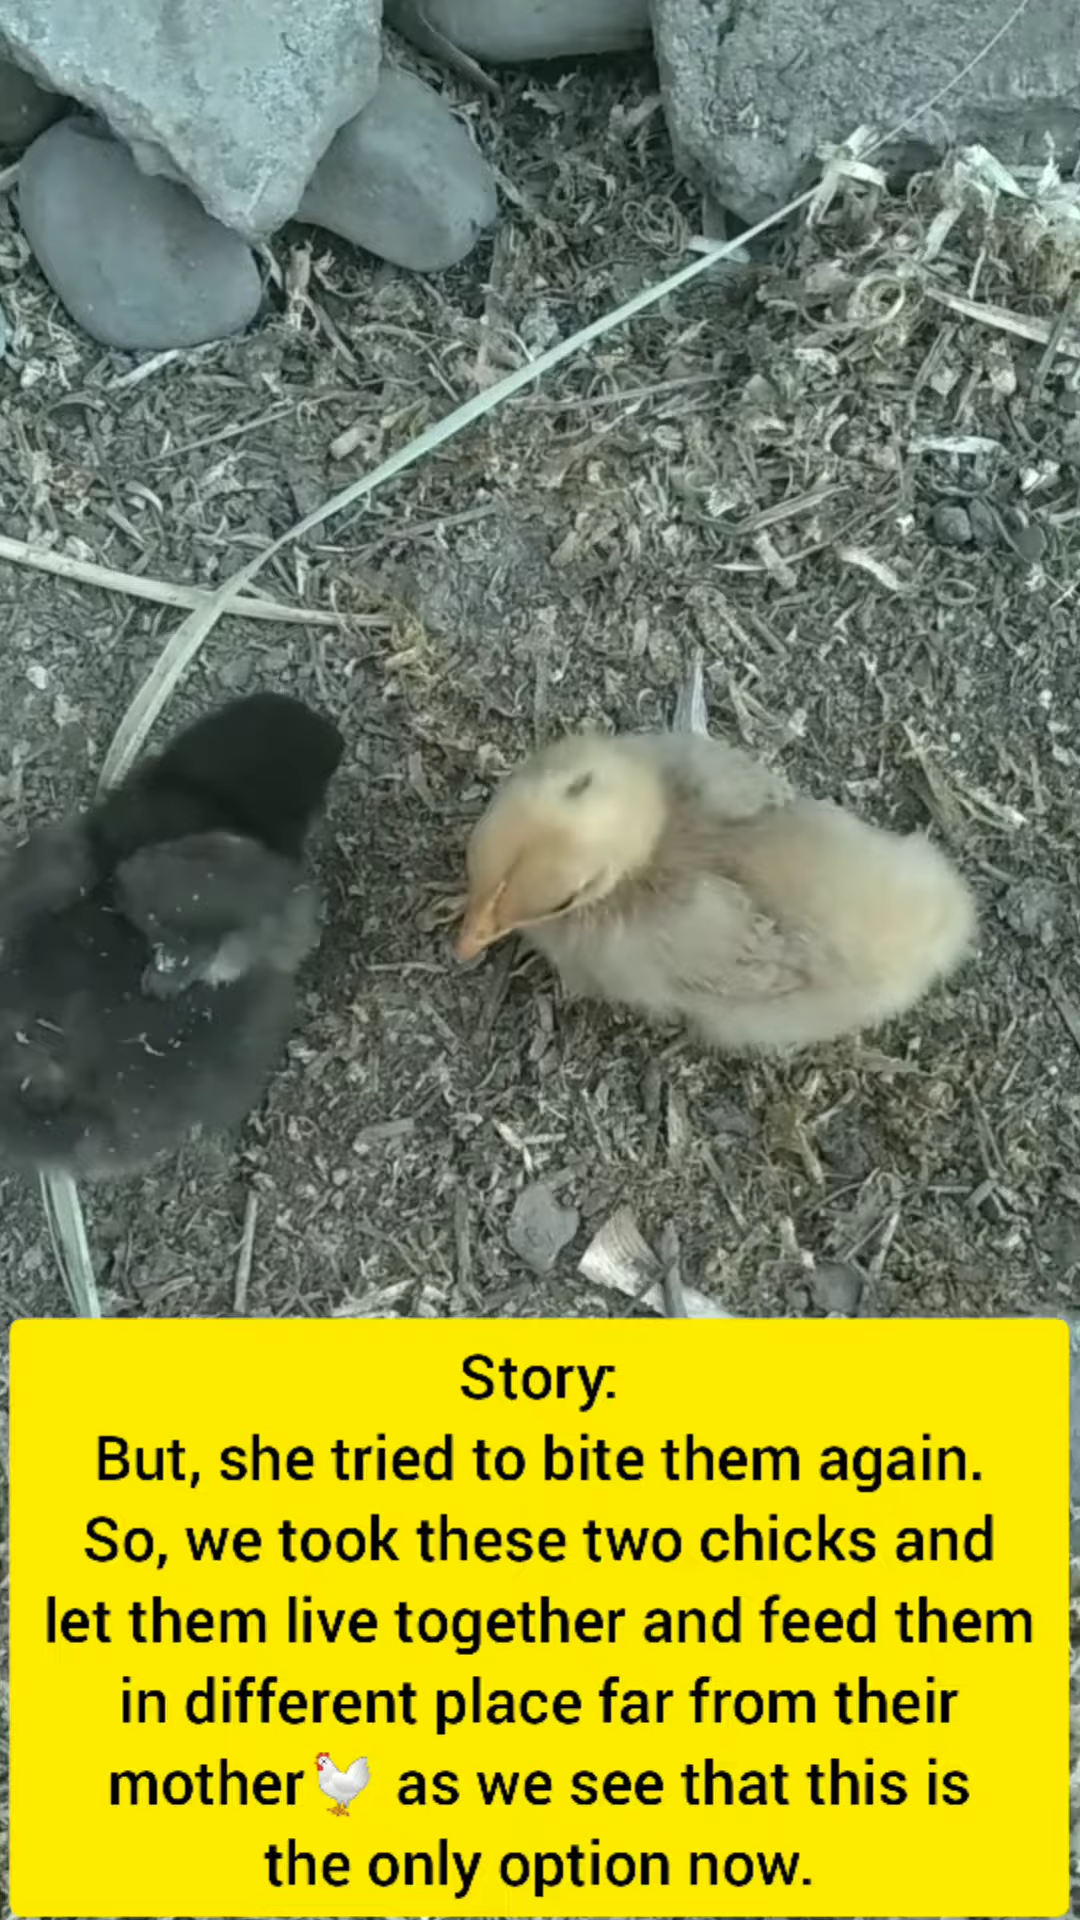 Story:
But, she tried to bite them again.
So, we took these two chicks and
let them live together and feed them
in different place far from their
mother🐓 as we see that this is
the only option now.